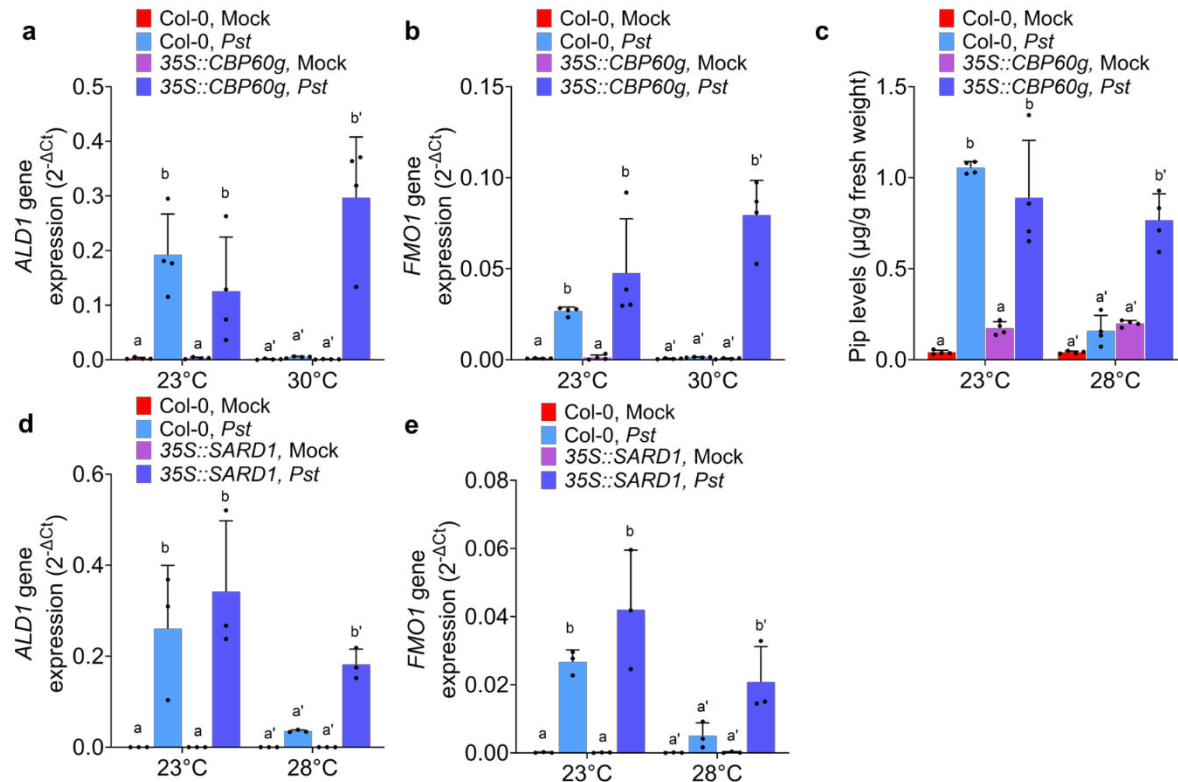 a
Col-0, Mock
Col-0, Pst
35S::CBP60g, Mock
35S::CBP60g, Pst
ALD1 gene
expression (2^-ΔCt)
0.5
0.4
0.3
0.2
0.1
0.0
a b a b a' a' a' b'
23°C 30°C
b
Col-0, Mock
Col-0, Pst
35S::CBP60g, Mock
35S::CBP60g, Pst
FMO1 gene
expression (2^-ΔCt)
0.15
0.10
0.05
0.00
a b a b a' a' a' b'
23°C 30°C
c
Col-0, Mock
Col-0, Pst
35S::CBP60g, Mock
35S::CBP60g, Pst
Pip levels (µg/g fresh weight)
1.5
1.0
0.5
0.0
a b a b a' a' a' b'
23°C 28°C
d
Col-0, Mock
Col-0, Pst
35S::SARD1, Mock
35S::SARD1, Pst
ALD1 gene
expression (2^-ΔCt)
0.6
0.4
0.2
0.0
a b a b a' a' a' b'
23°C 28°C
e
Col-0, Mock
Col-0, Pst
35S::SARD1, Mock
35S::SARD1, Pst
FMO1 gene
expression (2^-ΔCt)
0.08
0.06
0.04
0.02
0.00
a b a b a' a' a' b'
23°C 28°C